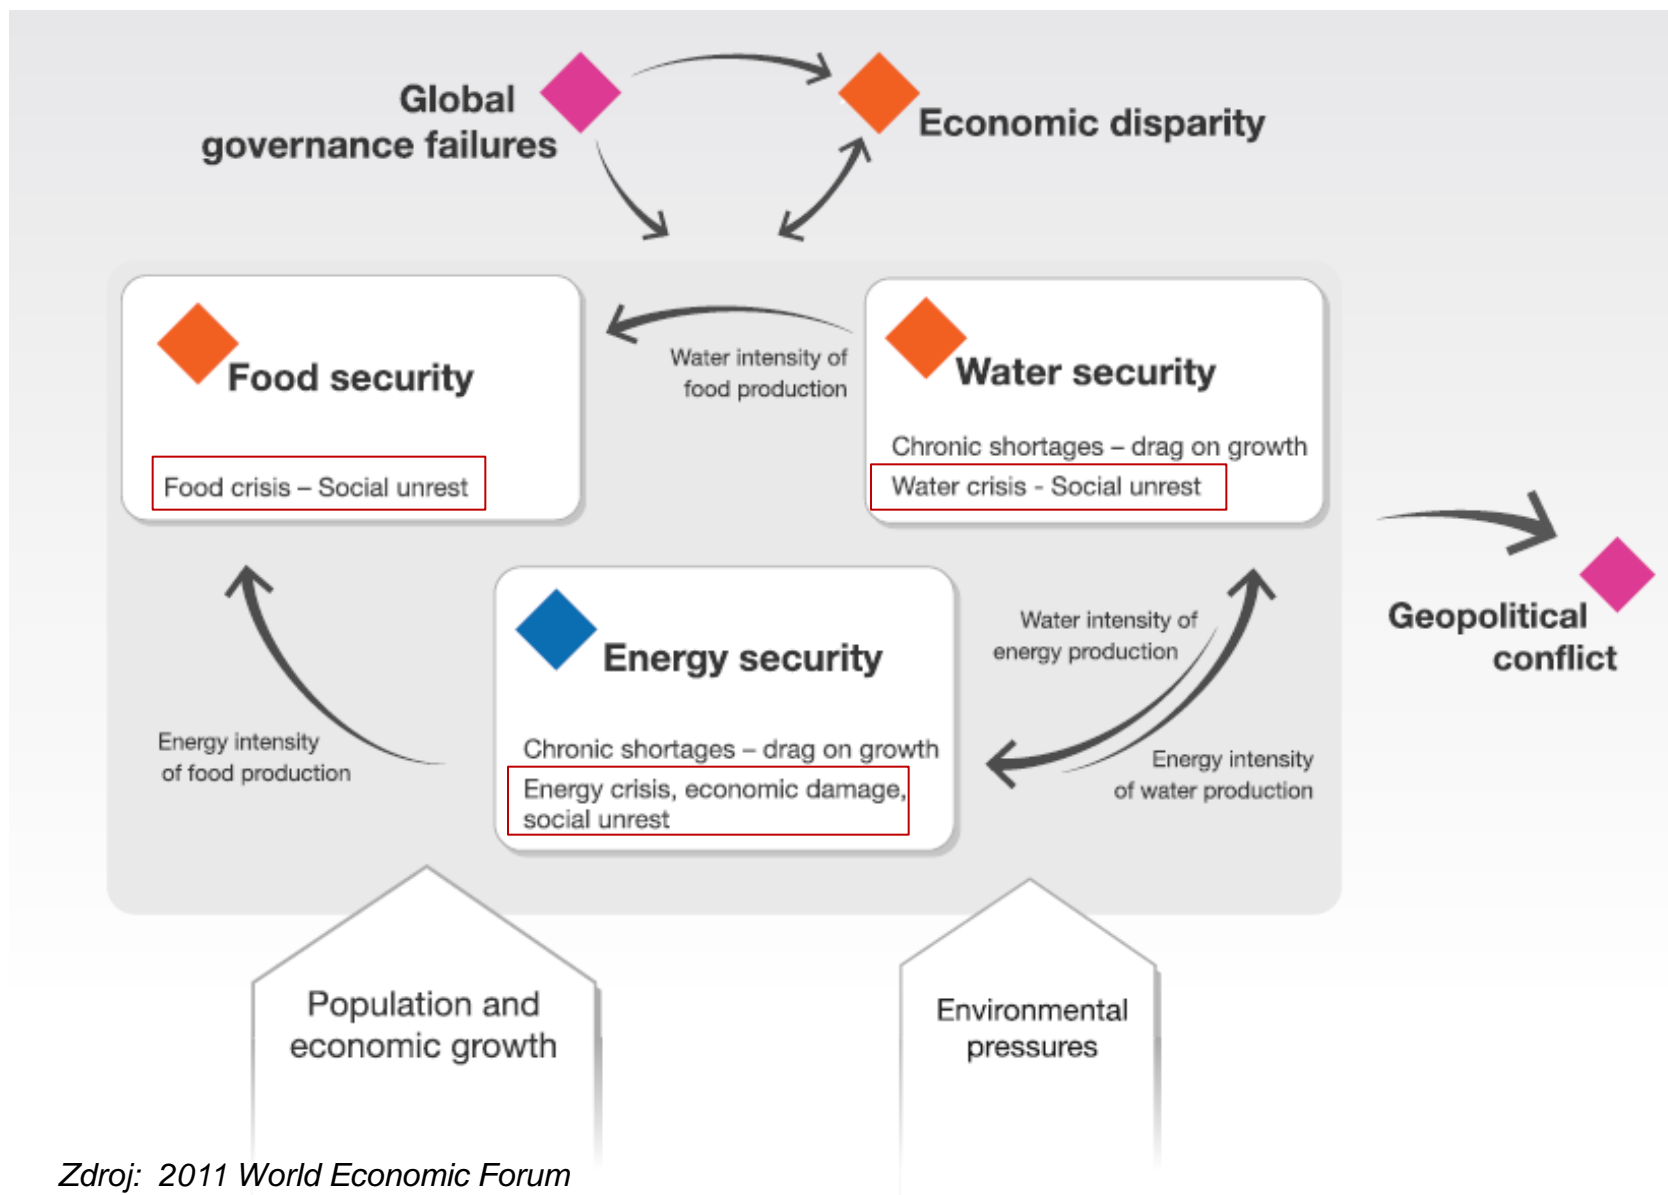 Global
governance failures
Economic disparity
Food security
Food crisis – Social unrest
Water intensity of
food production
Water security
Chronic shortages – drag on growth
Water crisis - Social unrest
Geopolitical
conflict
Energy security
Chronic shortages – drag on growth
Energy crisis, economic damage,
social unrest
Water intensity of
energy production
Energy intensity
of food production
Energy intensity
of water production
Population and
economic growth
Environmental
pressures
Zdroj: 2011 World Economic Forum